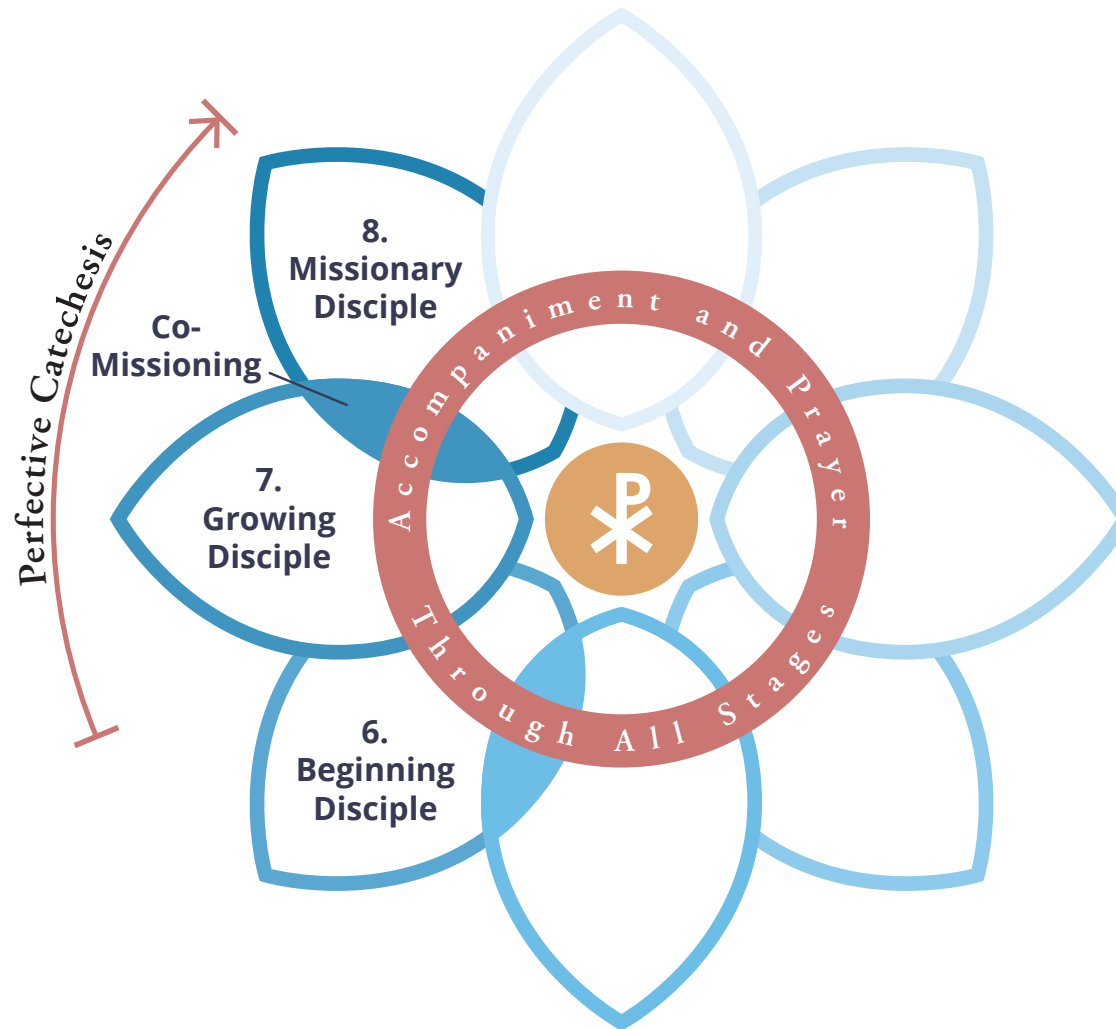 8.
Missionary
Disciple
Co-
Missioning
Perfective Catechesis
7.
Growing
Disciple
6.
Beginning
Disciple
Accompaniment and Prayer
Through All Stages